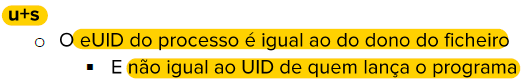 u+s
O eUID do processo é igual ao do dono do ficheiro
E não igual ao UID de quem lança o programa